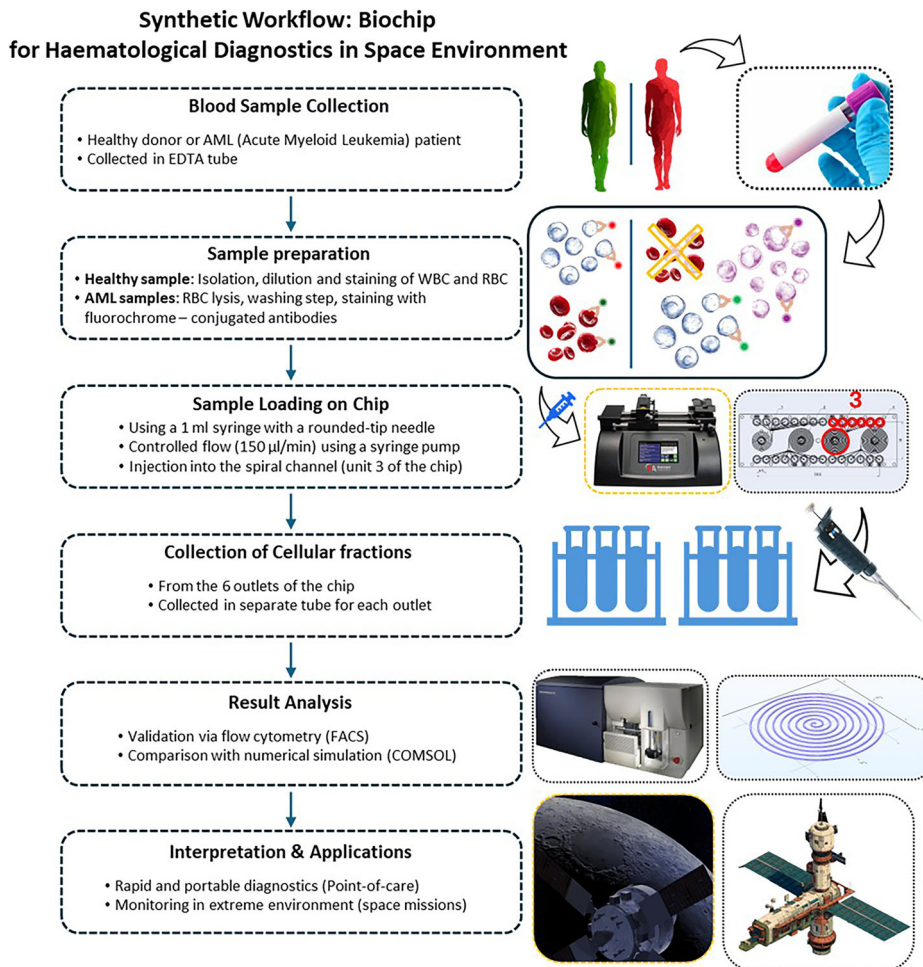 Synthetic Workflow: Biochip
for Haematological Diagnostics in Space Environment
Blood Sample Collection
• Healthy donor or AML (Acute Myeloid Leukemia) patient
• Collected in EDTA tube
Sample preparation
• Healthy sample: Isolation, dilution and staining of WBC and RBC
• AML samples: RBC lysis, washing step, staining with
fluorochrome – conjugated antibodies
Sample Loading on Chip
• Using a 1 ml syringe with a rounded-tip needle
• Controlled flow (150 µl/min) using a syringe pump
• Injection into the spiral channel (unit 3 of the chip)
3
Collection of Cellular fractions
• From the 6 outlets of the chip
• Collected in separate tube for each outlet
Result Analysis
• Validation via flow cytometry (FACS)
• Comparison with numerical simulation (COMSOL)
Interpretation & Applications
• Rapid and portable diagnostics (Point-of-care)
• Monitoring in extreme environment (space missions)